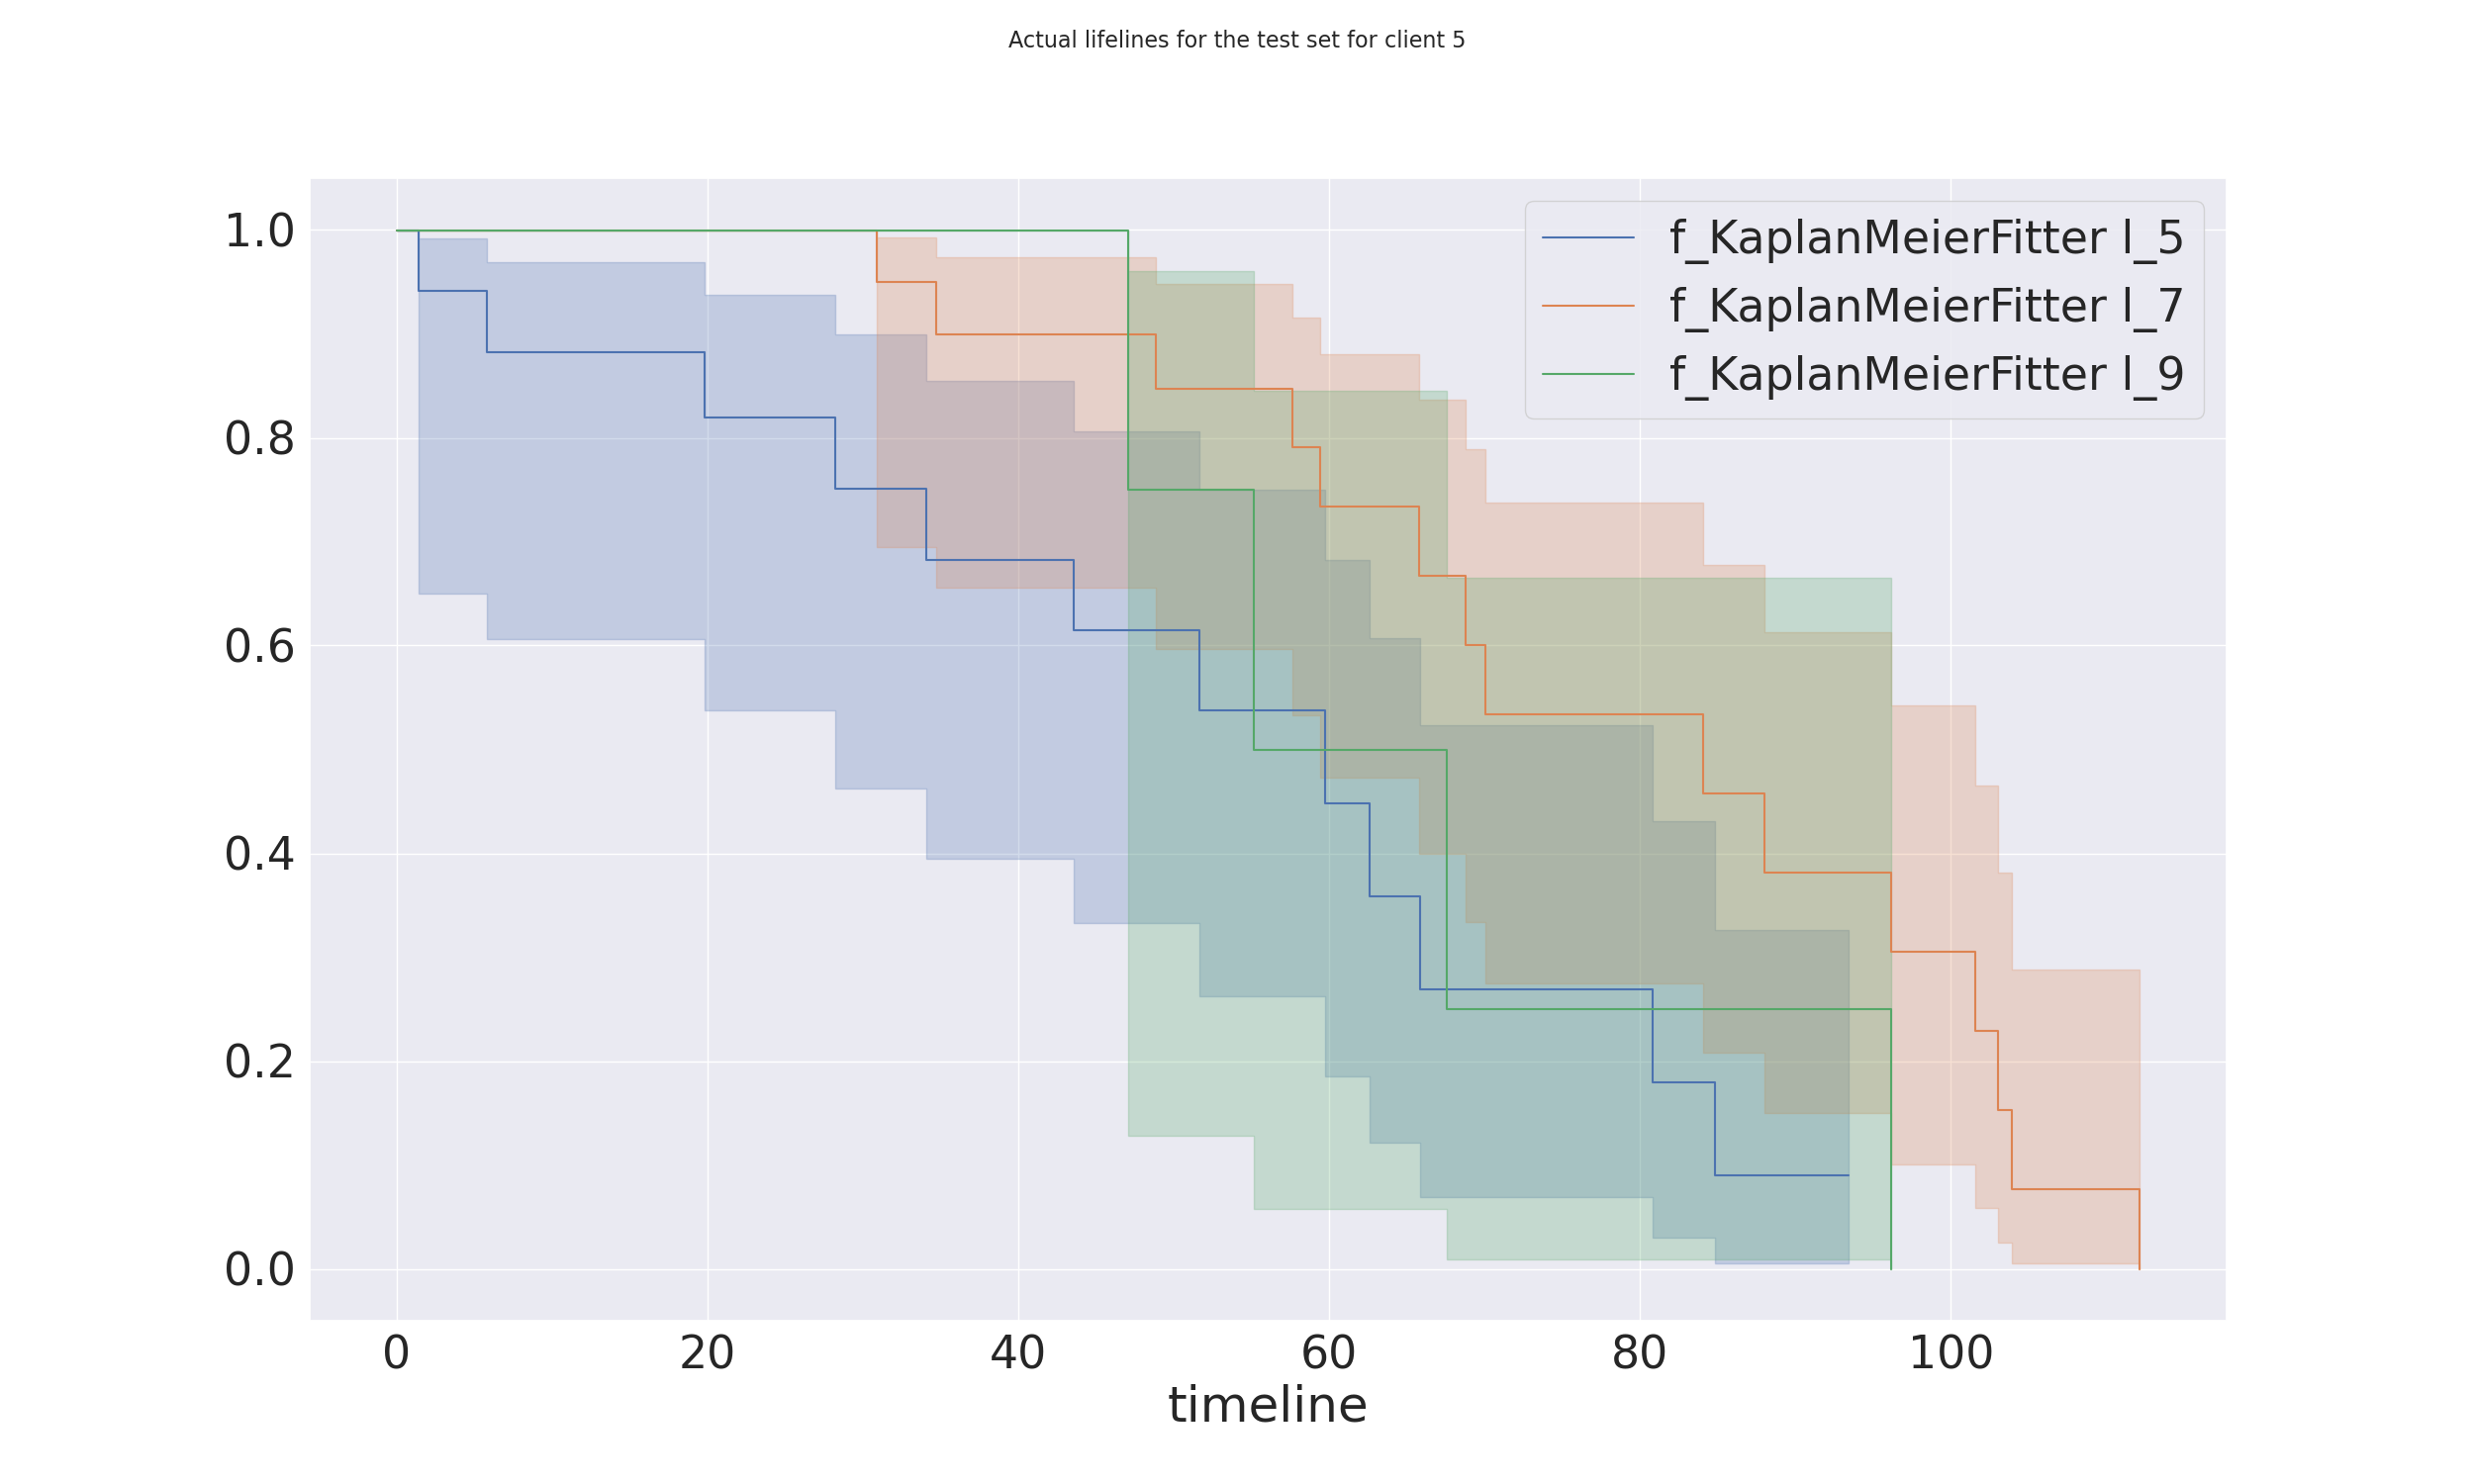 Actual lifelines for the test set for client 5
f_KaplanMeierFitter l_5
f_KaplanMeierFitter l_7
f_KaplanMeierFitter l_9
1.0
0.8
0.6
0.4
0.2
0.0
0 20 40 60 80 100
timeline